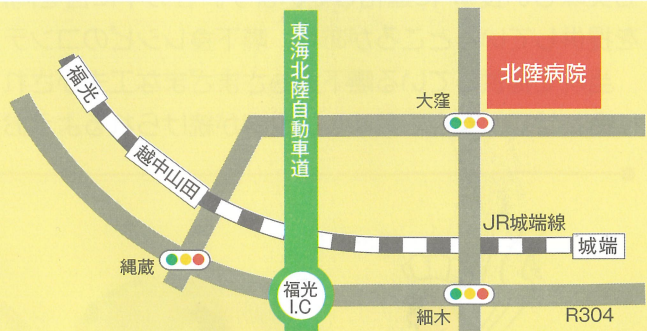 東海北陸自動車道
北陸病院
福光
大窪
越中山田
JR城端線
城端
縄蔵
福光
I.C
細木
R304